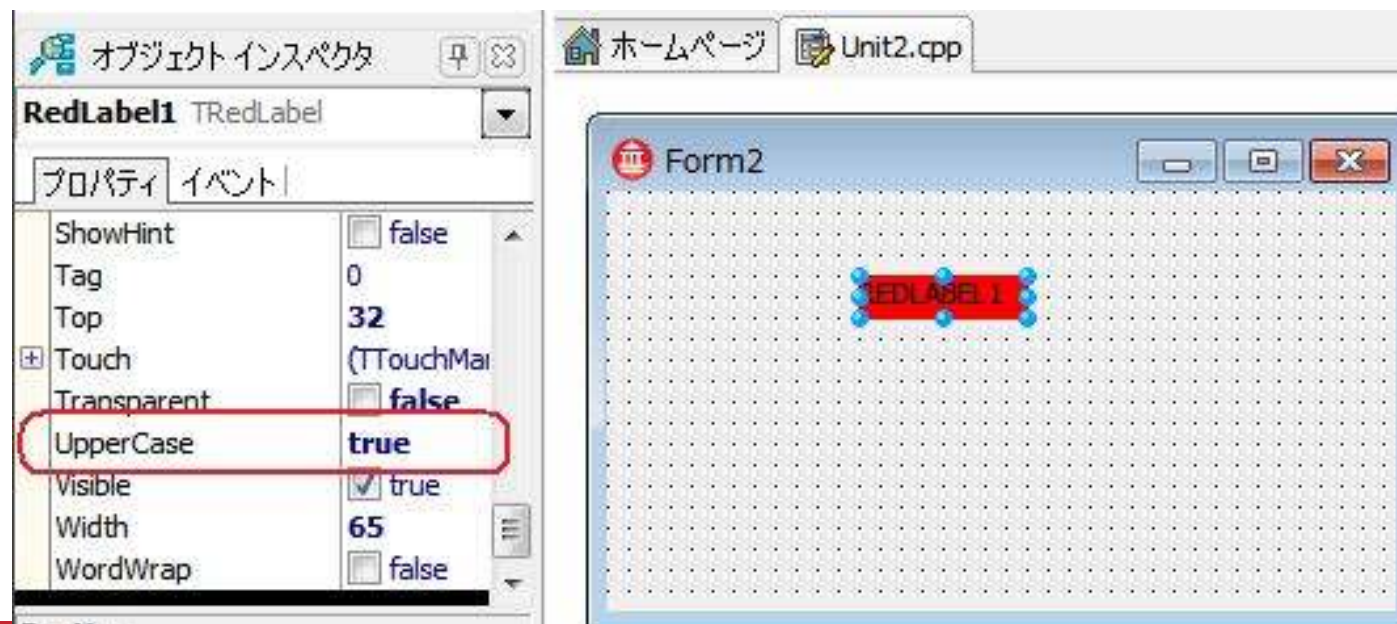 オブジェクト インスペクタ
RedLabel1 TRedLabel
プロパティ イベント
ShowHint false
Tag 0
Top 32
Touch (TTouchMa
Transparent false
UpperCase true
Visible true
Width 65
WordWrap false
ホームページ Unit2.cpp
Form2
REDLABEL1